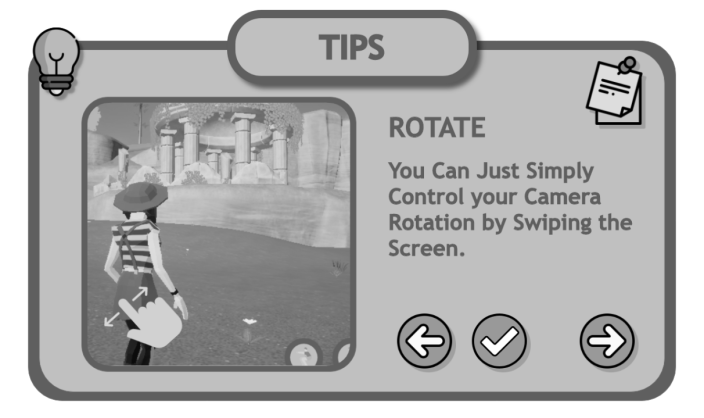 TIPS
ROTATE
You Can Just Simply
Control your Camera
Rotation by Swiping the
Screen.